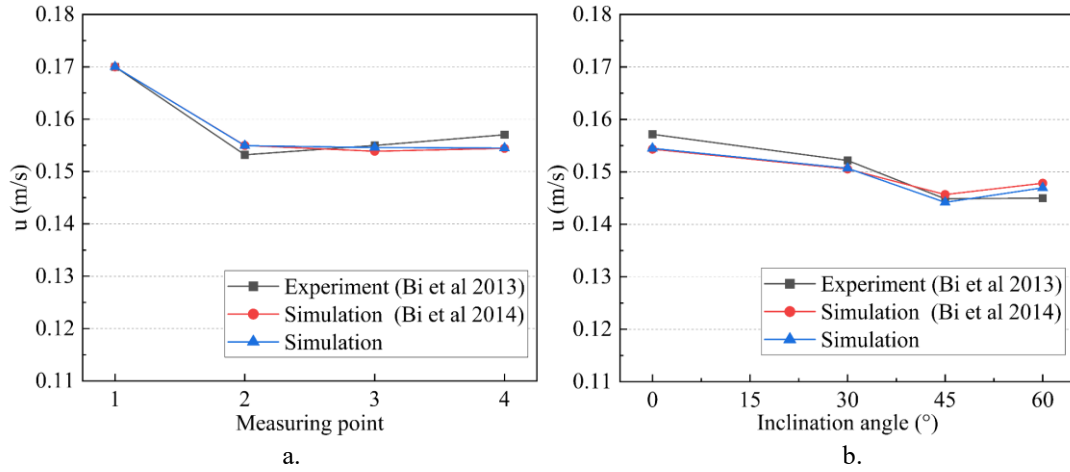 0.18
0.17
0.16
0.15
0.14
0.13
0.12
0.11
u (m/s)
Experiment (Bi et al 2013)
Simulation (Bi et al 2014)
Simulation
1 2 3 4
Measuring point
a.
0.18
0.17
0.16
0.15
0.14
0.13
0.12
0.11
u (m/s)
Experiment (Bi et al 2013)
Simulation (Bi et al 2014)
Simulation
0 15 30 45 60
Inclination angle (°)
b.